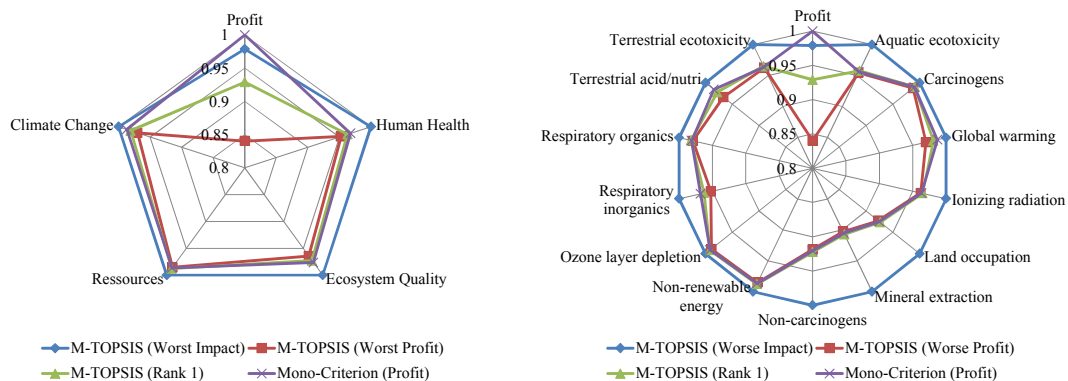 Profit
1
0.95
0.9
0.85
0.8
Human Health
Ecosystem Quality
Ressources
Climate Change
M-TOPSIS (Worst Impact)
M-TOPSIS (Worst Profit)
M-TOPSIS (Rank 1)
Mono-Criterion (Profit)
Profit
1
0.95
0.9
0.85
0.8
Aquatic ecotoxicity
Carcinogens
Global warming
Ionizing radiation
Land occupation
Mineral extraction
Non-carcinogens
Non-renewable
energy
Ozone layer depletion
Respiratory
inorganics
Respiratory organics
Terrestrial acid/nutri
Terrestrial ecotoxicity
M-TOPSIS (Worse Impact)
M-TOPSIS (Worse Profit)
M-TOPSIS (Rank 1)
Mono-Criterion (Profit)